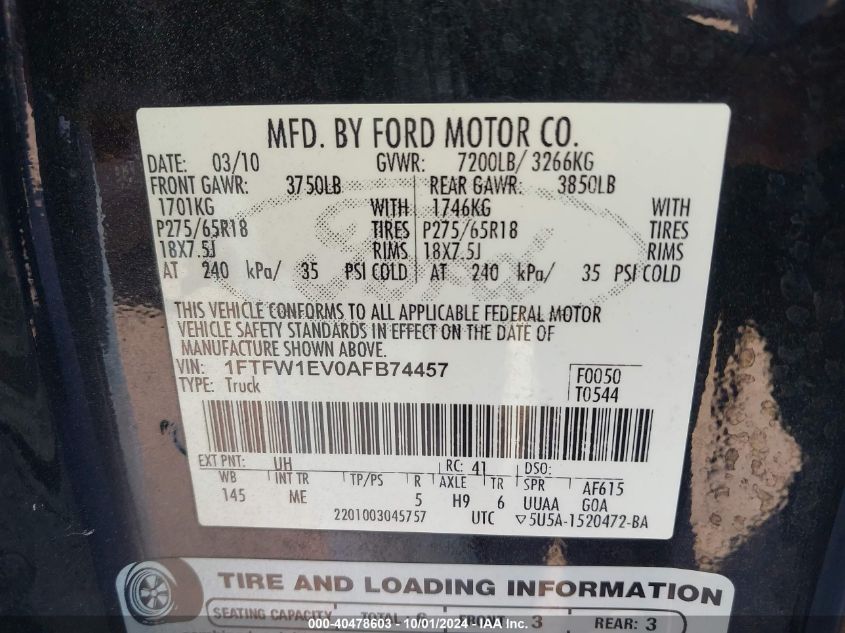 MFD. BY FORD MOTOR CO.
DATE: 03/10 GVWR: 7200LB/ 3266KG
FRONT GAWR: 3750LB REAR GAWR: 3850LB
1701KG WITH 1746KG WITH
P275/65R18 TIRES P275/65R18 TIRES
18X7.5J RIMS 18X7.5J RIMS
AT 240 kPa/ 35 PSI COLD AT 240 kPa/ 35 PSI COLD
THIS VEHICLE CONFORMS TO ALL APPLICABLE FEDERAL MOTOR
VEHICLE SAFETY STANDARDS IN EFFECT ON THE DATE OF
MANUFACTURE SHOWN ABOVE.
VIN: 1FTFW1EV0AFB74457 F0050
TYPE: Truck T0544
EXT PNT: UH RC: 41 DSO:
WB INT TR TP/PS R AXLE TR SPR AF615
145 ME 5 H9 6 UUAA GOA
2201003045757 UTC ▽5U5A-1520472-BA
TIRE AND LOADING INFORMATION
SEATING CAPACITY TOTAL 6 FRONT 3 REAR: 3
000-40478603 - 10/01/2024 - IAA Inc.